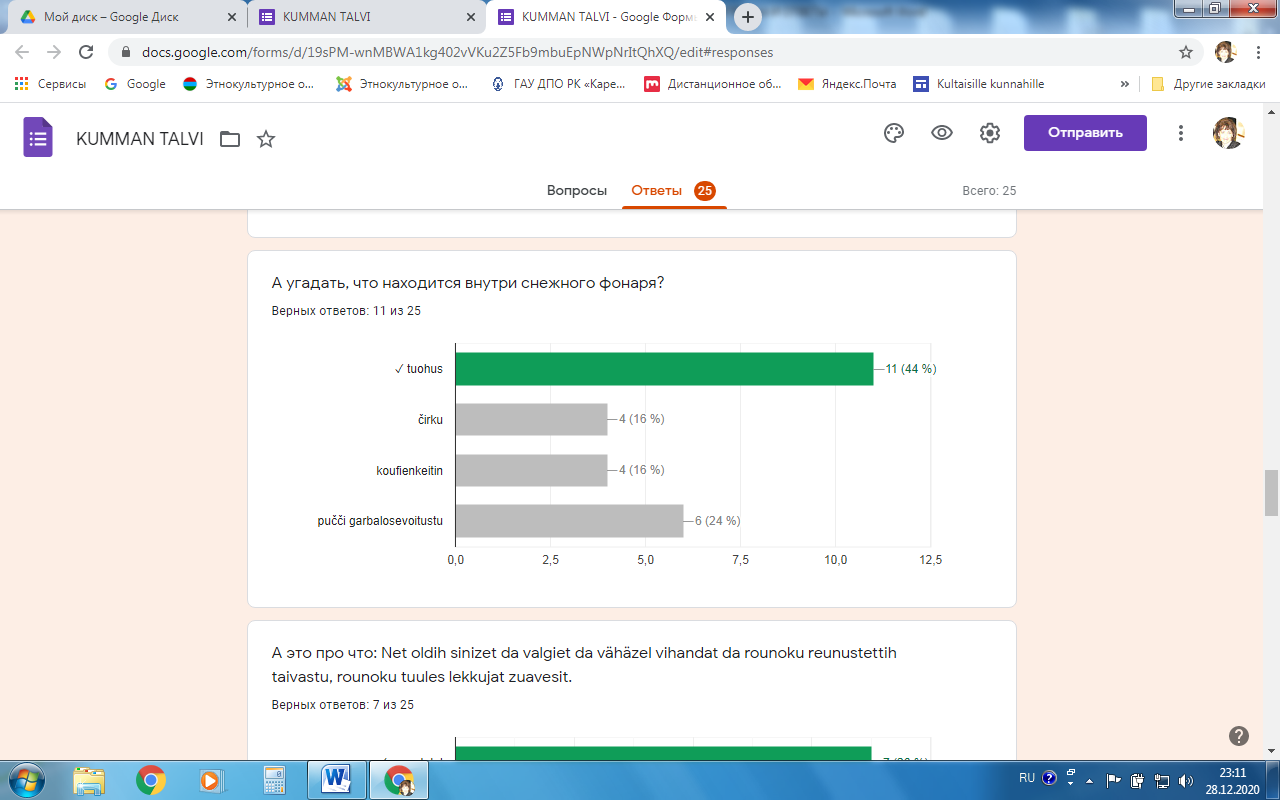 Мой диск – Google Диск
KUMMAN TALVI
KUMMAN TALVI - Google Форм
docs.google.com/forms/d/19sPM-wnMBWA1kg402vVKu2Z5Fb9mbuEpNWpNrItQhXQ/edit#responses
Сервисы Google Этнокультурное о... Этнокультурное о... ГАУ ДПО РК «Каре... Дистанционное об... Яндекс.Почта Kultaisille kunnahille » Другие закладки
KUMMAN TALVI
Отправить
Вопросы Ответы 25 Всего: 25
А угадать, что находится внутри снежного фонаря?
Верных ответов: 11 из 25
✓ tuohus 11 (44 %)
čirku 4 (16 %)
koufienkeitin 4 (16 %)
pučči garbalosevoitustu 6 (24 %)
0,0 2,5 5,0 7,5 10,0 12,5
А это про что: Net oldih sinizet da valgiet da vähäzel vihandat da rounoku reunustettih
taivastu, rounoku tuules lekkujat zuavesit.
Верных ответов: 7 из 25
RU 23:11
28.12.2020